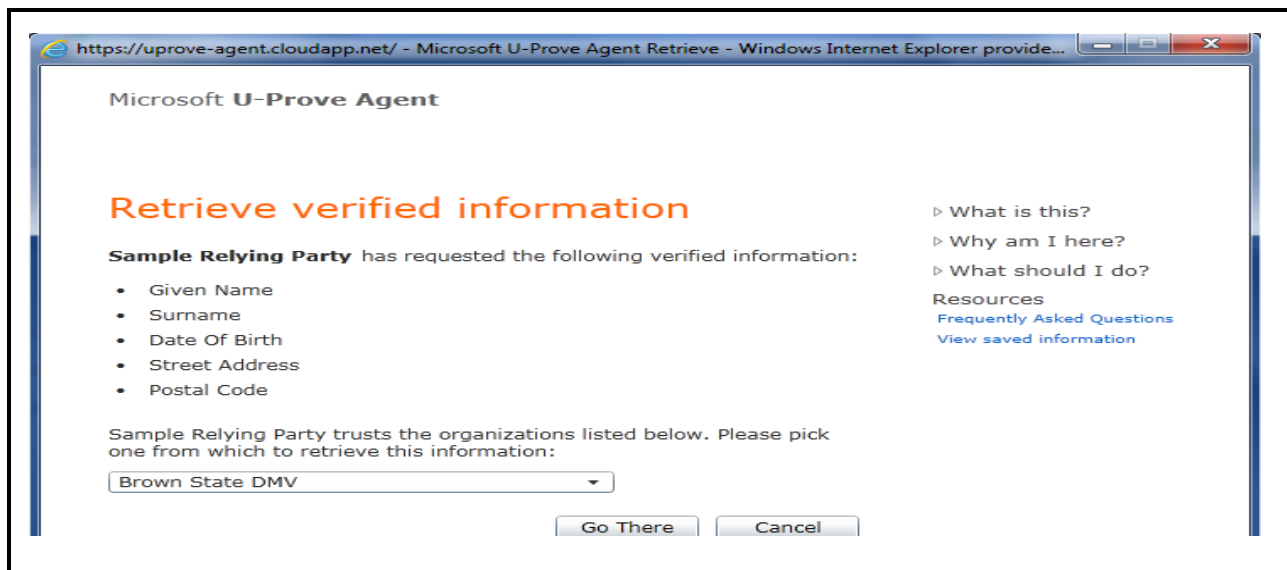 https://uprove-agent.cloudapp.net/ - Microsoft U-Prove Agent Retrieve - Windows Internet Explorer provide...
Microsoft U-Prove Agent
Retrieve verified information
Sample Relying Party has requested the following verified information:
• Given Name
• Surname
• Date Of Birth
• Street Address
• Postal Code
Sample Relying Party trusts the organizations listed below. Please pick
one from which to retrieve this information:
Brown State DMV
Go There Cancel
What is this?
Why am I here?
What should I do?
Resources
Frequently Asked Questions
View saved information